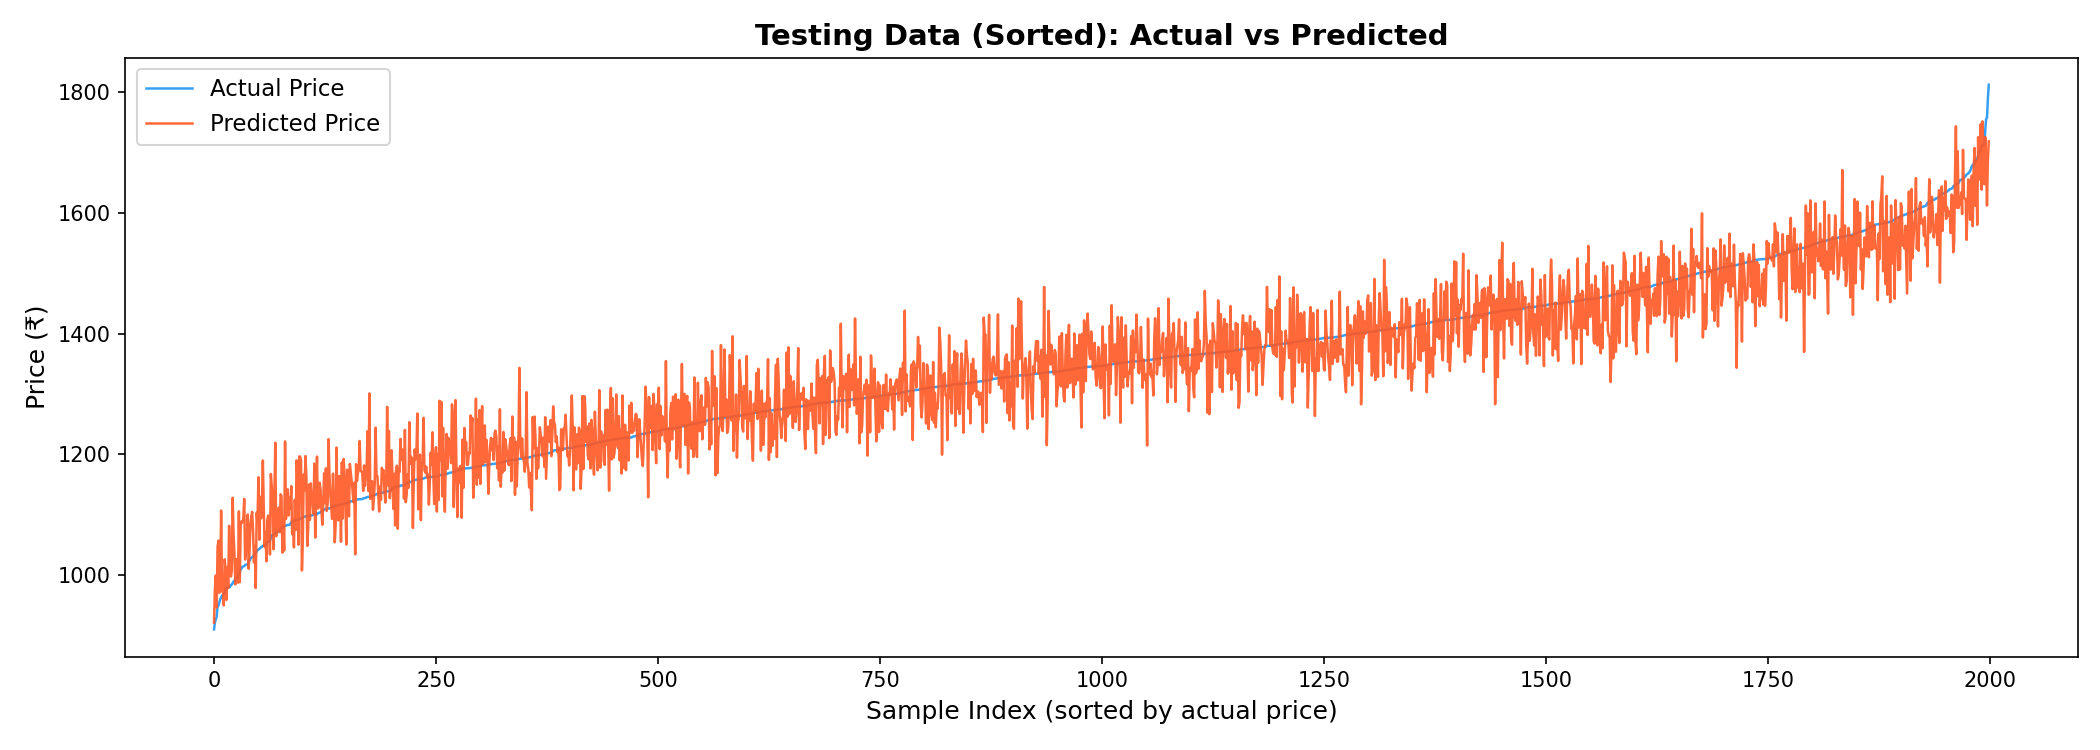 Testing Data (Sorted): Actual vs Predicted
Actual Price
Predicted Price
Price (₹)
1800
1600
1400
1200
1000
0 250 500 750 1000 1250 1500 1750 2000
Sample Index (sorted by actual price)